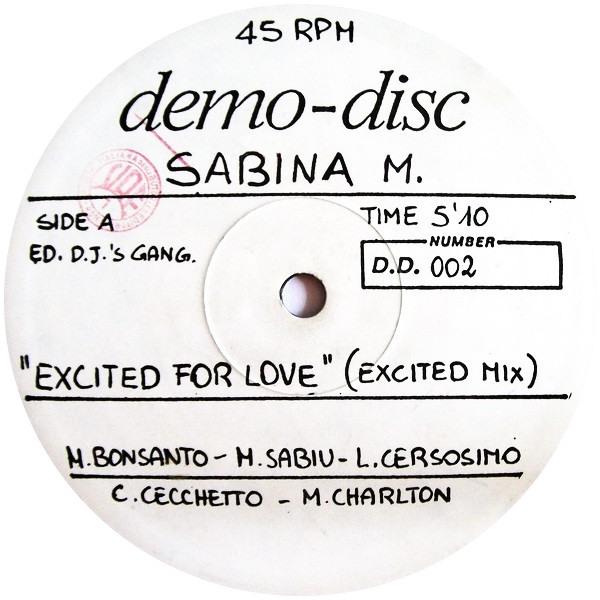 45 RPM
demo-disc
SABINA M.
SIDE A
TIME 5'10
ED. D.J.'S GANG.
NUMBER
D.D. 002
"EXCITED FOR LOVE" (EXCITED MIX)
M.BONSANTO - M.SABIU - L.CERSOSIMO
C.CECCHETTO - M.CHARLTON